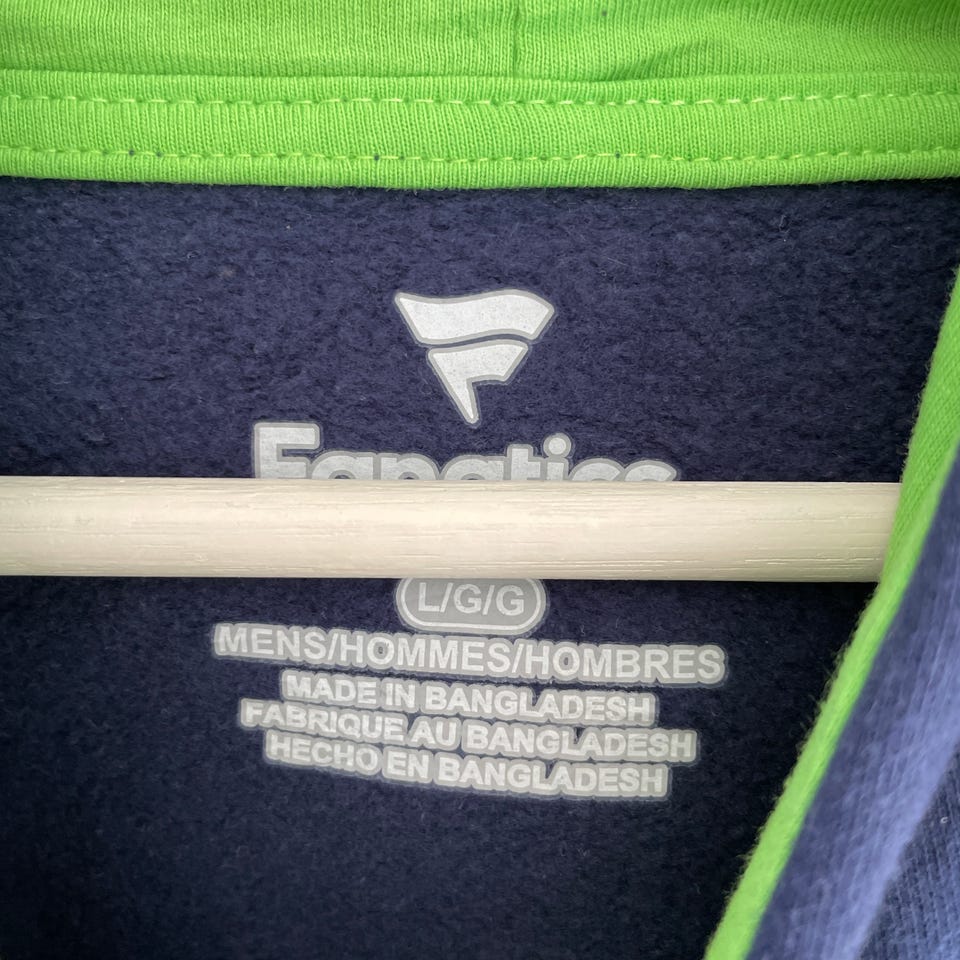 Fanatics
L/G/G
MENS/HOMMES/HOMBRES
MADE IN BANGLADESH
FABRIQUE AU BANGLADESH
HECHO EN BANGLADESH